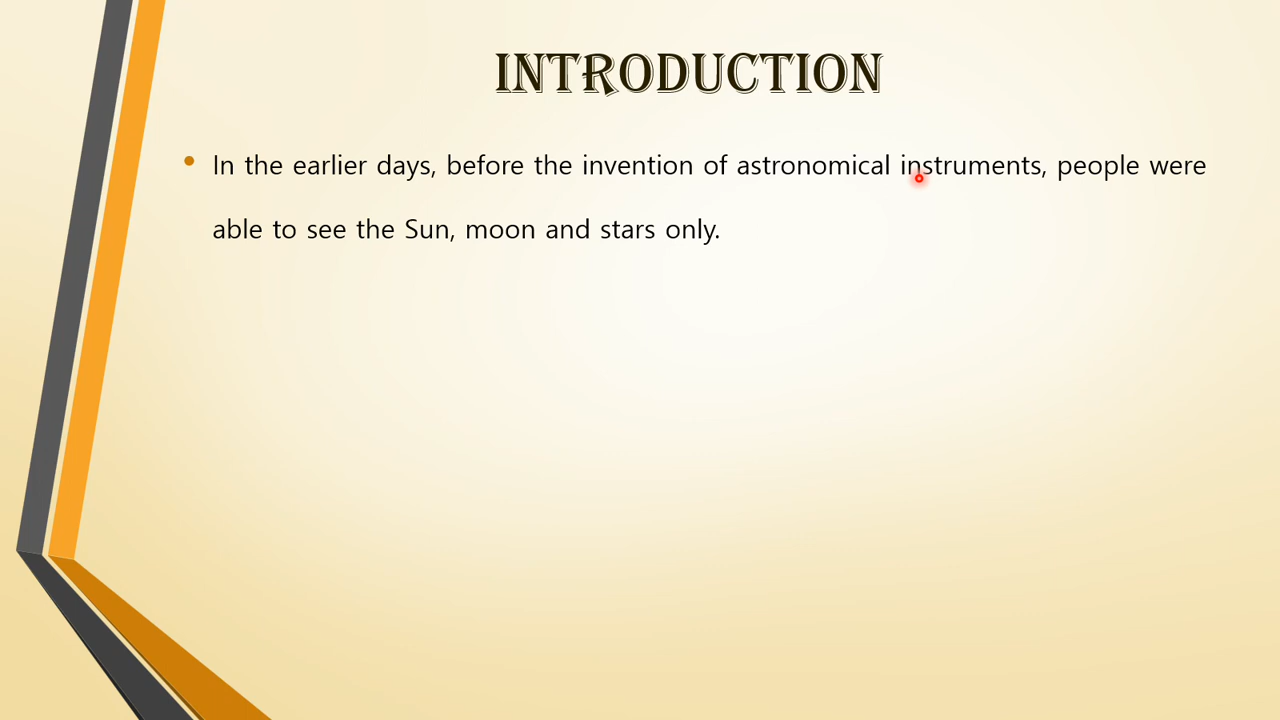 INTRODUCTION
• In the earlier days, before the invention of astronomical instruments, people were
able to see the Sun, moon and stars only.